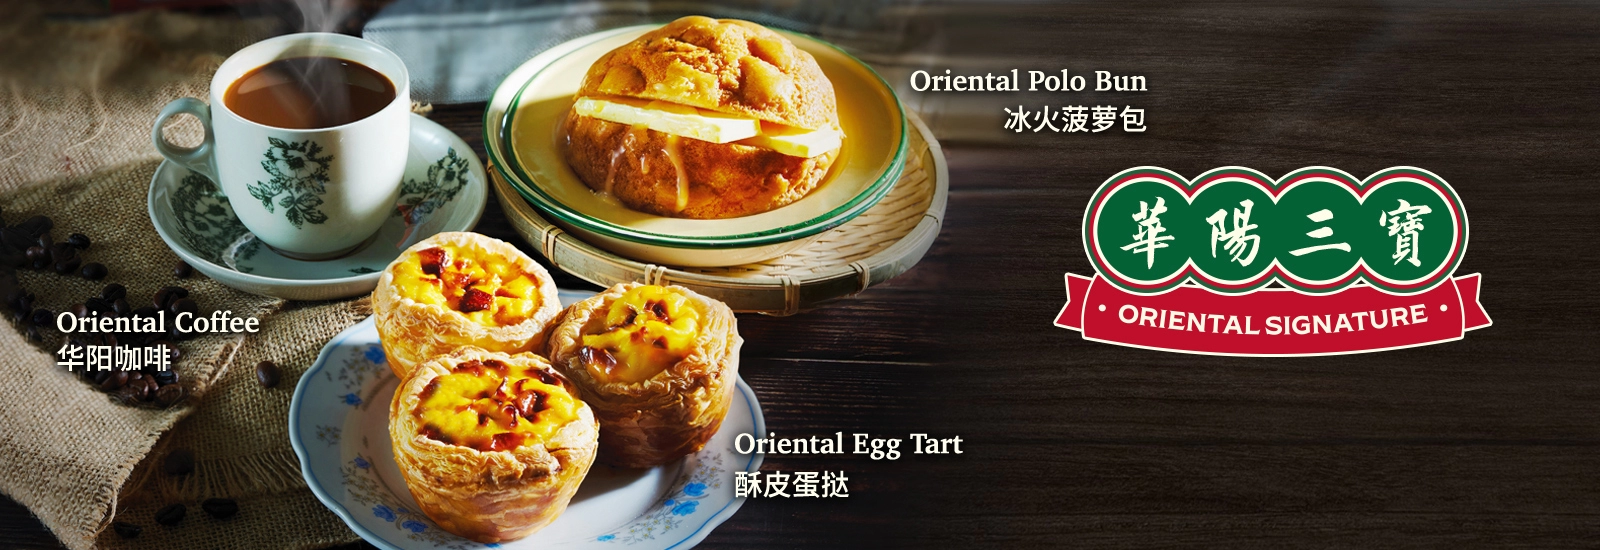 Oriental Polo Bun
冰火菠萝包
華陽三寶
ORIENTAL SIGNATURE
Oriental Coffee
华阳咖啡
Oriental Egg Tart
酥皮蛋挞